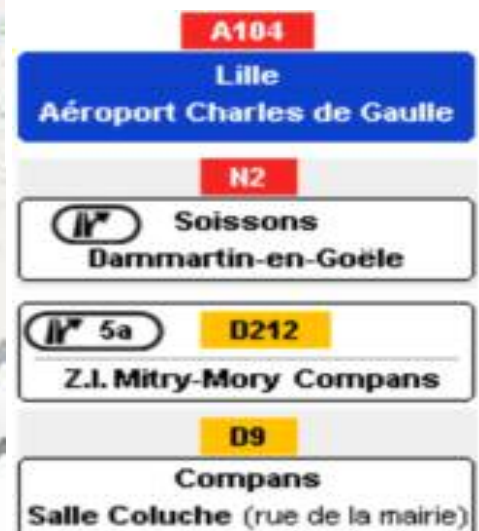 A104
Lille
Aéroport Charles de Gaulle
N2
Soissons
Dammartin-en-Goële
5a D212
Z.I. Mitry-Mory Compans
D9
Compans
Salle Coluche (rue de la mairie)